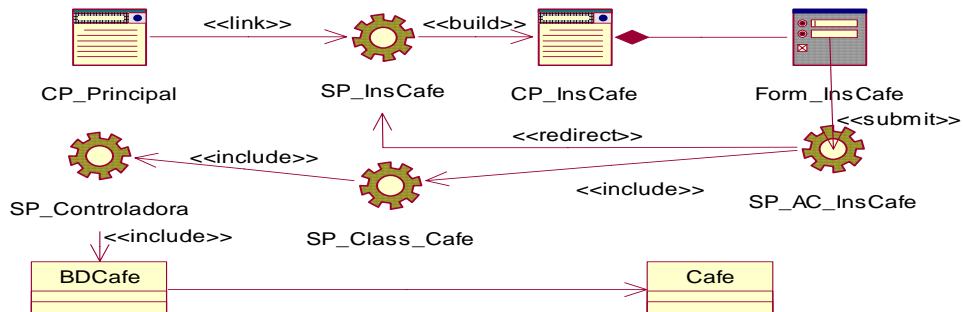 <<link>>
<<build>>
CP_Principal
SP_InsCafe
CP_InsCafe
Form_InsCafe
<<submit>>
<<redirect>>
<<include>>
<<include>>
SP_Controladora
SP_Class_Cafe
SP_AC_InsCafe
<<include>>
BDCafe
Cafe